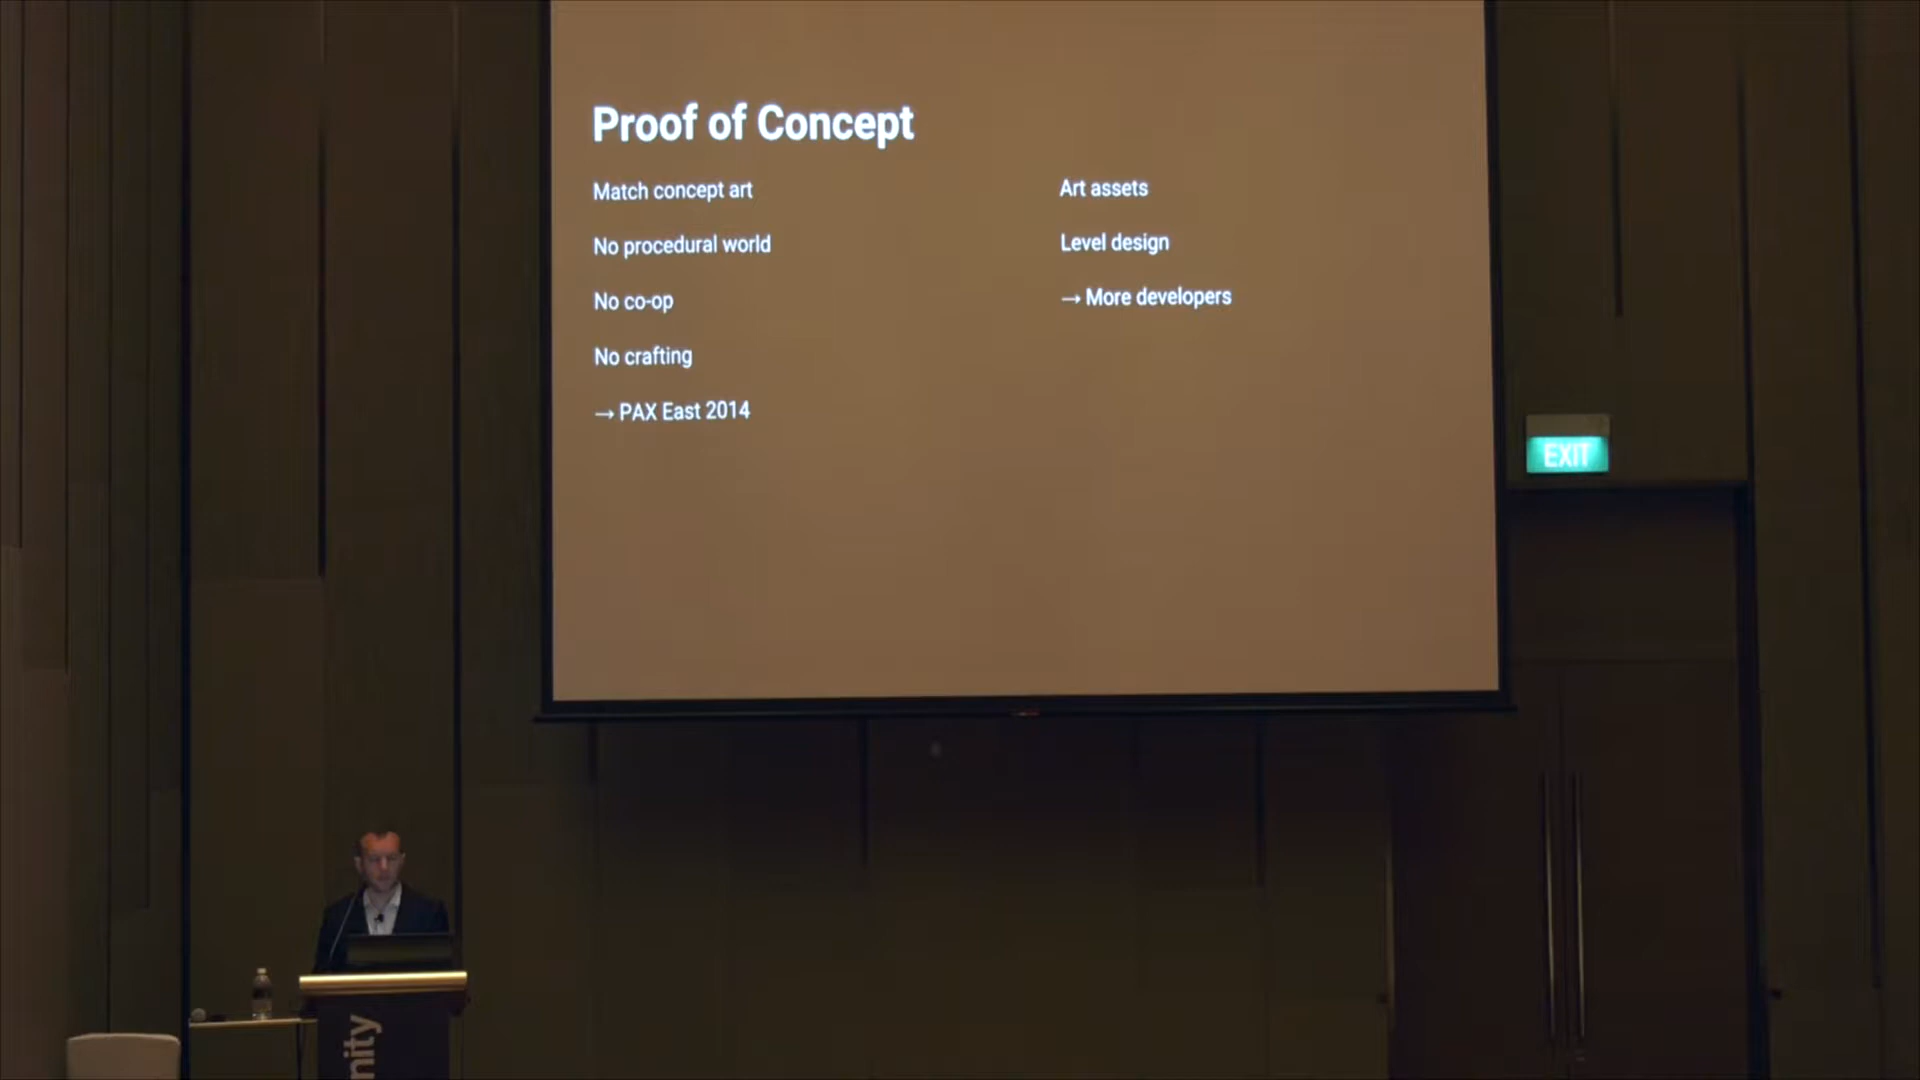 Proof of Concept
Match concept art
No procedural world
No co-op
No crafting
→ PAX East 2014
Art assets
Level design
→ More developers
EXIT
nity